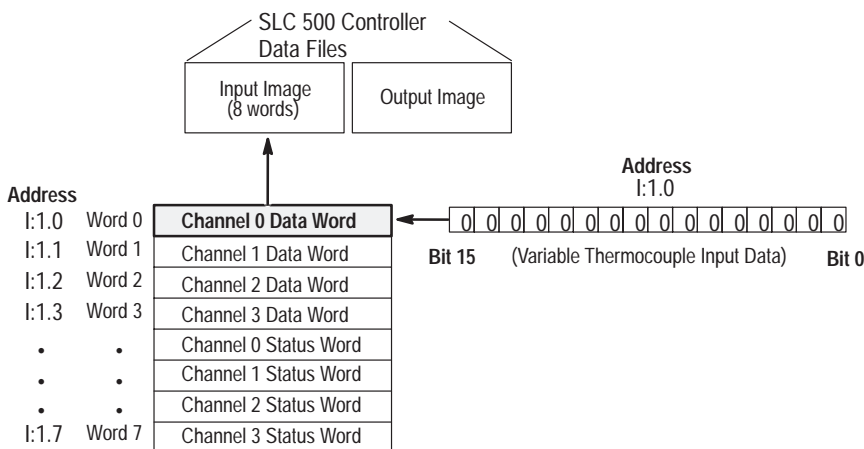 SLC 500 Controller
Data Files
Input Image
(8 words)
Output Image
Address
I:1.0
Address
I:1.0 Word 0 Channel 0 Data Word
0 0 0 0 0 0 0 0 0 0 0 0 0 0 0 0
I:1.1 Word 1 Channel 1 Data Word
Bit 15 (Variable Thermocouple Input Data) Bit 0
I:1.2 Word 2 Channel 2 Data Word
I:1.3 Word 3 Channel 3 Data Word
Channel 0 Status Word
Channel 1 Status Word
Channel 2 Status Word
I:1.7 Word 7 Channel 3 Status Word